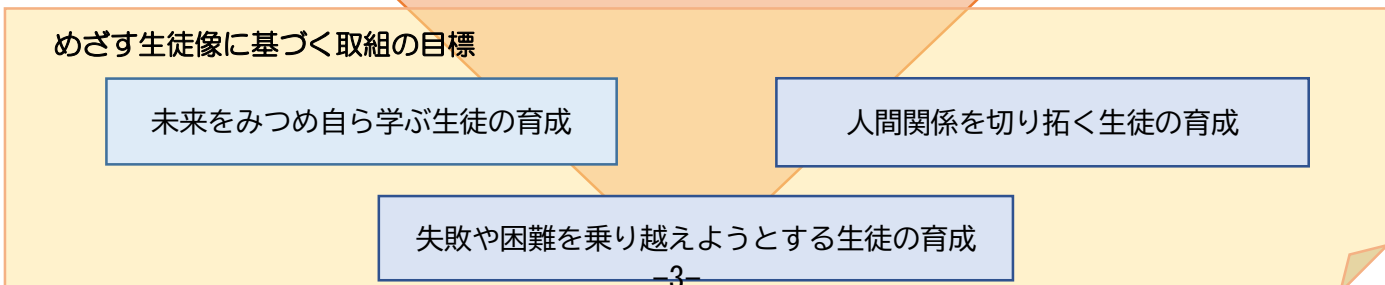 めざす生徒像に基づく取組の目標
未来をみつめ自ら学ぶ生徒の育成
人間関係を切り拓く生徒の育成
失敗や困難を乗り越えようとする生徒の育成
-3-